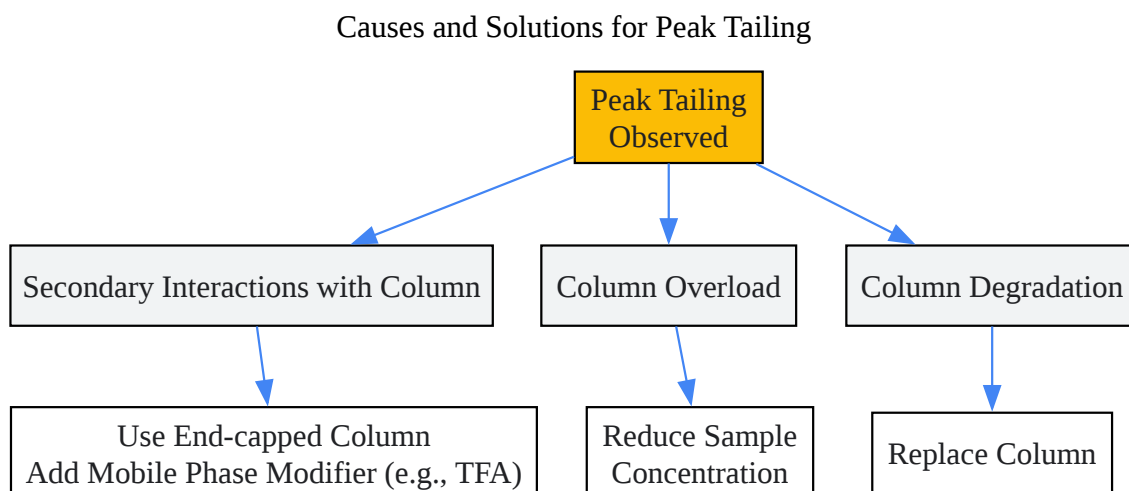 Causes and Solutions for Peak Tailing
Peak Tailing
Observed
Secondary Interactions with Column
Column Overload
Column Degradation
Use End-capped Column
Add Mobile Phase Modifier (e.g., TFA)
Reduce Sample
Concentration
Replace Column